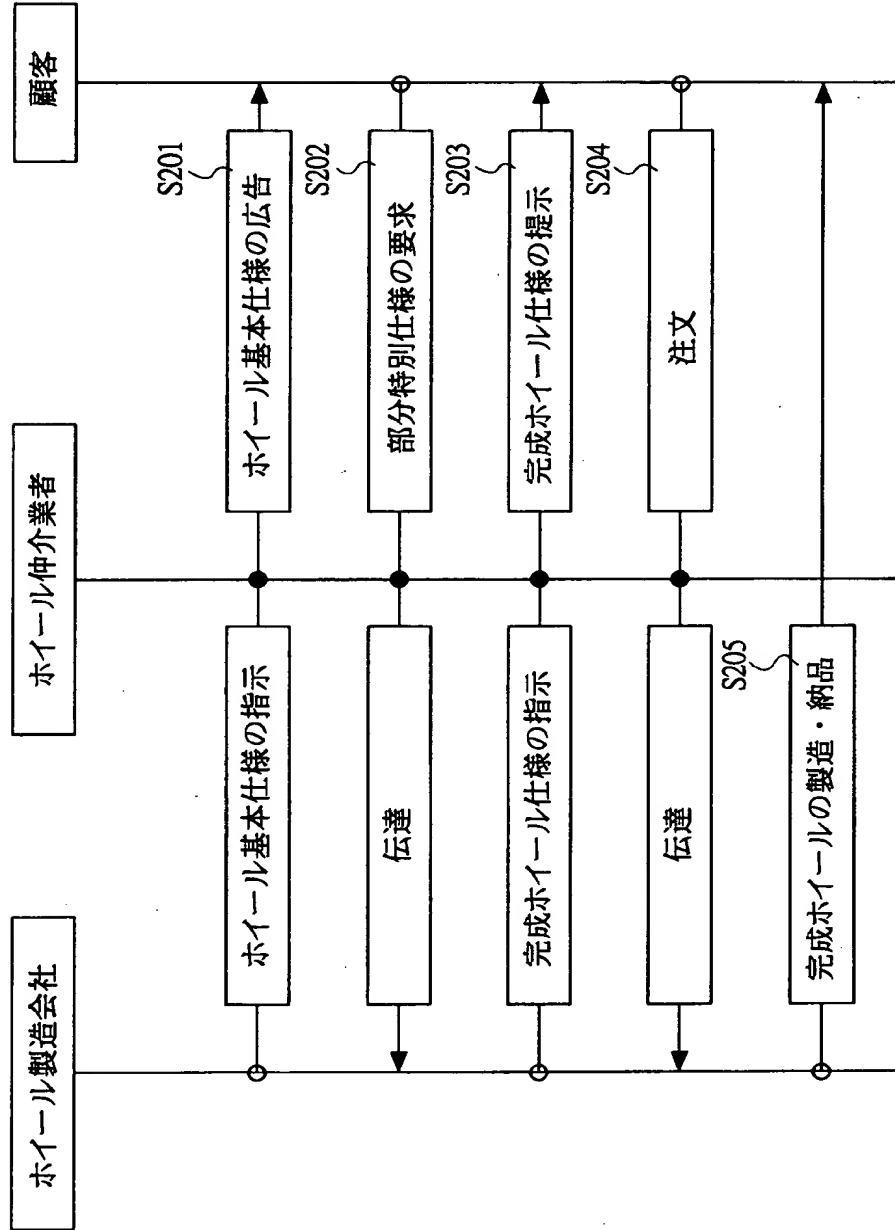 ホイール製造会社
ホイール仲介業者
顧客
ホイール基本仕様の指示
ホイール基本仕様の広告
S201
伝達
部分特別仕様の要求
S202
完成ホイール仕様の指示
完成ホイール仕様の提示
S203
伝達
注文
S204
完成ホイールの製造・納品
S205